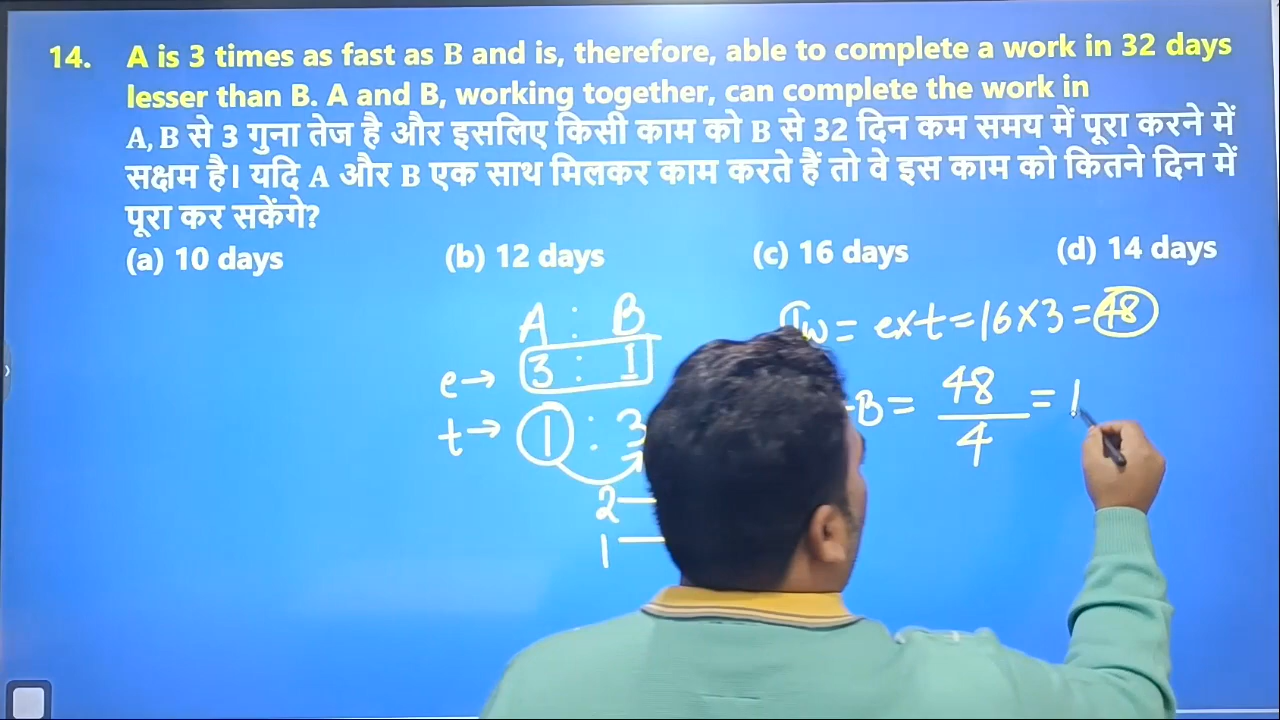 14. A is 3 times as fast as B and is, therefore, able to complete a work in 32 days
lesser than B. A and B, working together, can complete the work in
A, B से 3 गुना तेज है और इसलिए किसी काम को B से 32 दिन कम समय में पूरा करने में
सक्षम है। यदि A और B एक साथ मिलकर काम करते हैं तो वे इस काम को कितने दिन में
पूरा कर सकेंगे?
(a) 10 days (b) 12 days (c) 16 days (d) 14 days
A : B
e→ 3 : 1
t→ 1 : 3
2—
1—
Tw = ext = 16×3 = 48
B = 48/4 = 1